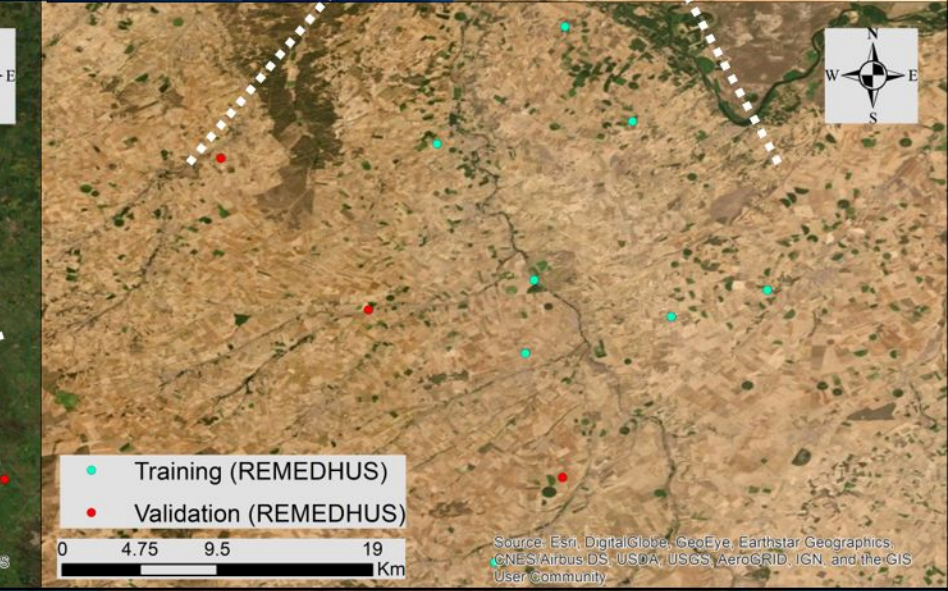 N
E
W E
S
Training (REMEDHUS)
Validation (REMEDHUS)
0 4.75 9.5 19
Km
Source: Esri, DigitalGlobe, GeoEye, Earthstar Geographics,
CNES/Airbus DS, USDA, USGS, AeroGRID, IGN, and the GIS
User Community
S